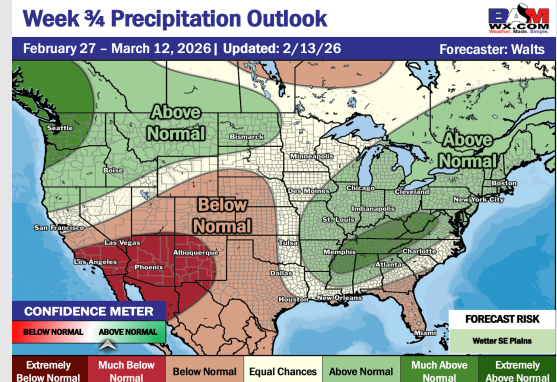 Week ¾ Precipitation Outlook
BAM
WX.COM
Weather. Made. Simple.
February 27 – March 12, 2026| Updated: 2/13/26
Forecaster: Walts
Seattle
Above
Normal
Bismarck
Above
Normal
Minneapolis
Boise
Boston
Chicago
Cleveland
Des Moines
New York City
Below
Normal
Indianapolis
St. Louis
San Francisco
Las Vegas
Tulsa
Los Angeles
Phoenix
Albuquerque
Memphis
Charlotte
Atlanta
Dallas
Houston
New Orleans
Miami
CONFIDENCE METER
BELOW NORMAL
ABOVE NORMAL
FORECAST RISK
Wetter SE Plains
Extremely
Below Normal
Much Below
Normal
Below Normal
Equal Chances
Above Normal
Much Above
Normal
Extremely
Above Normal